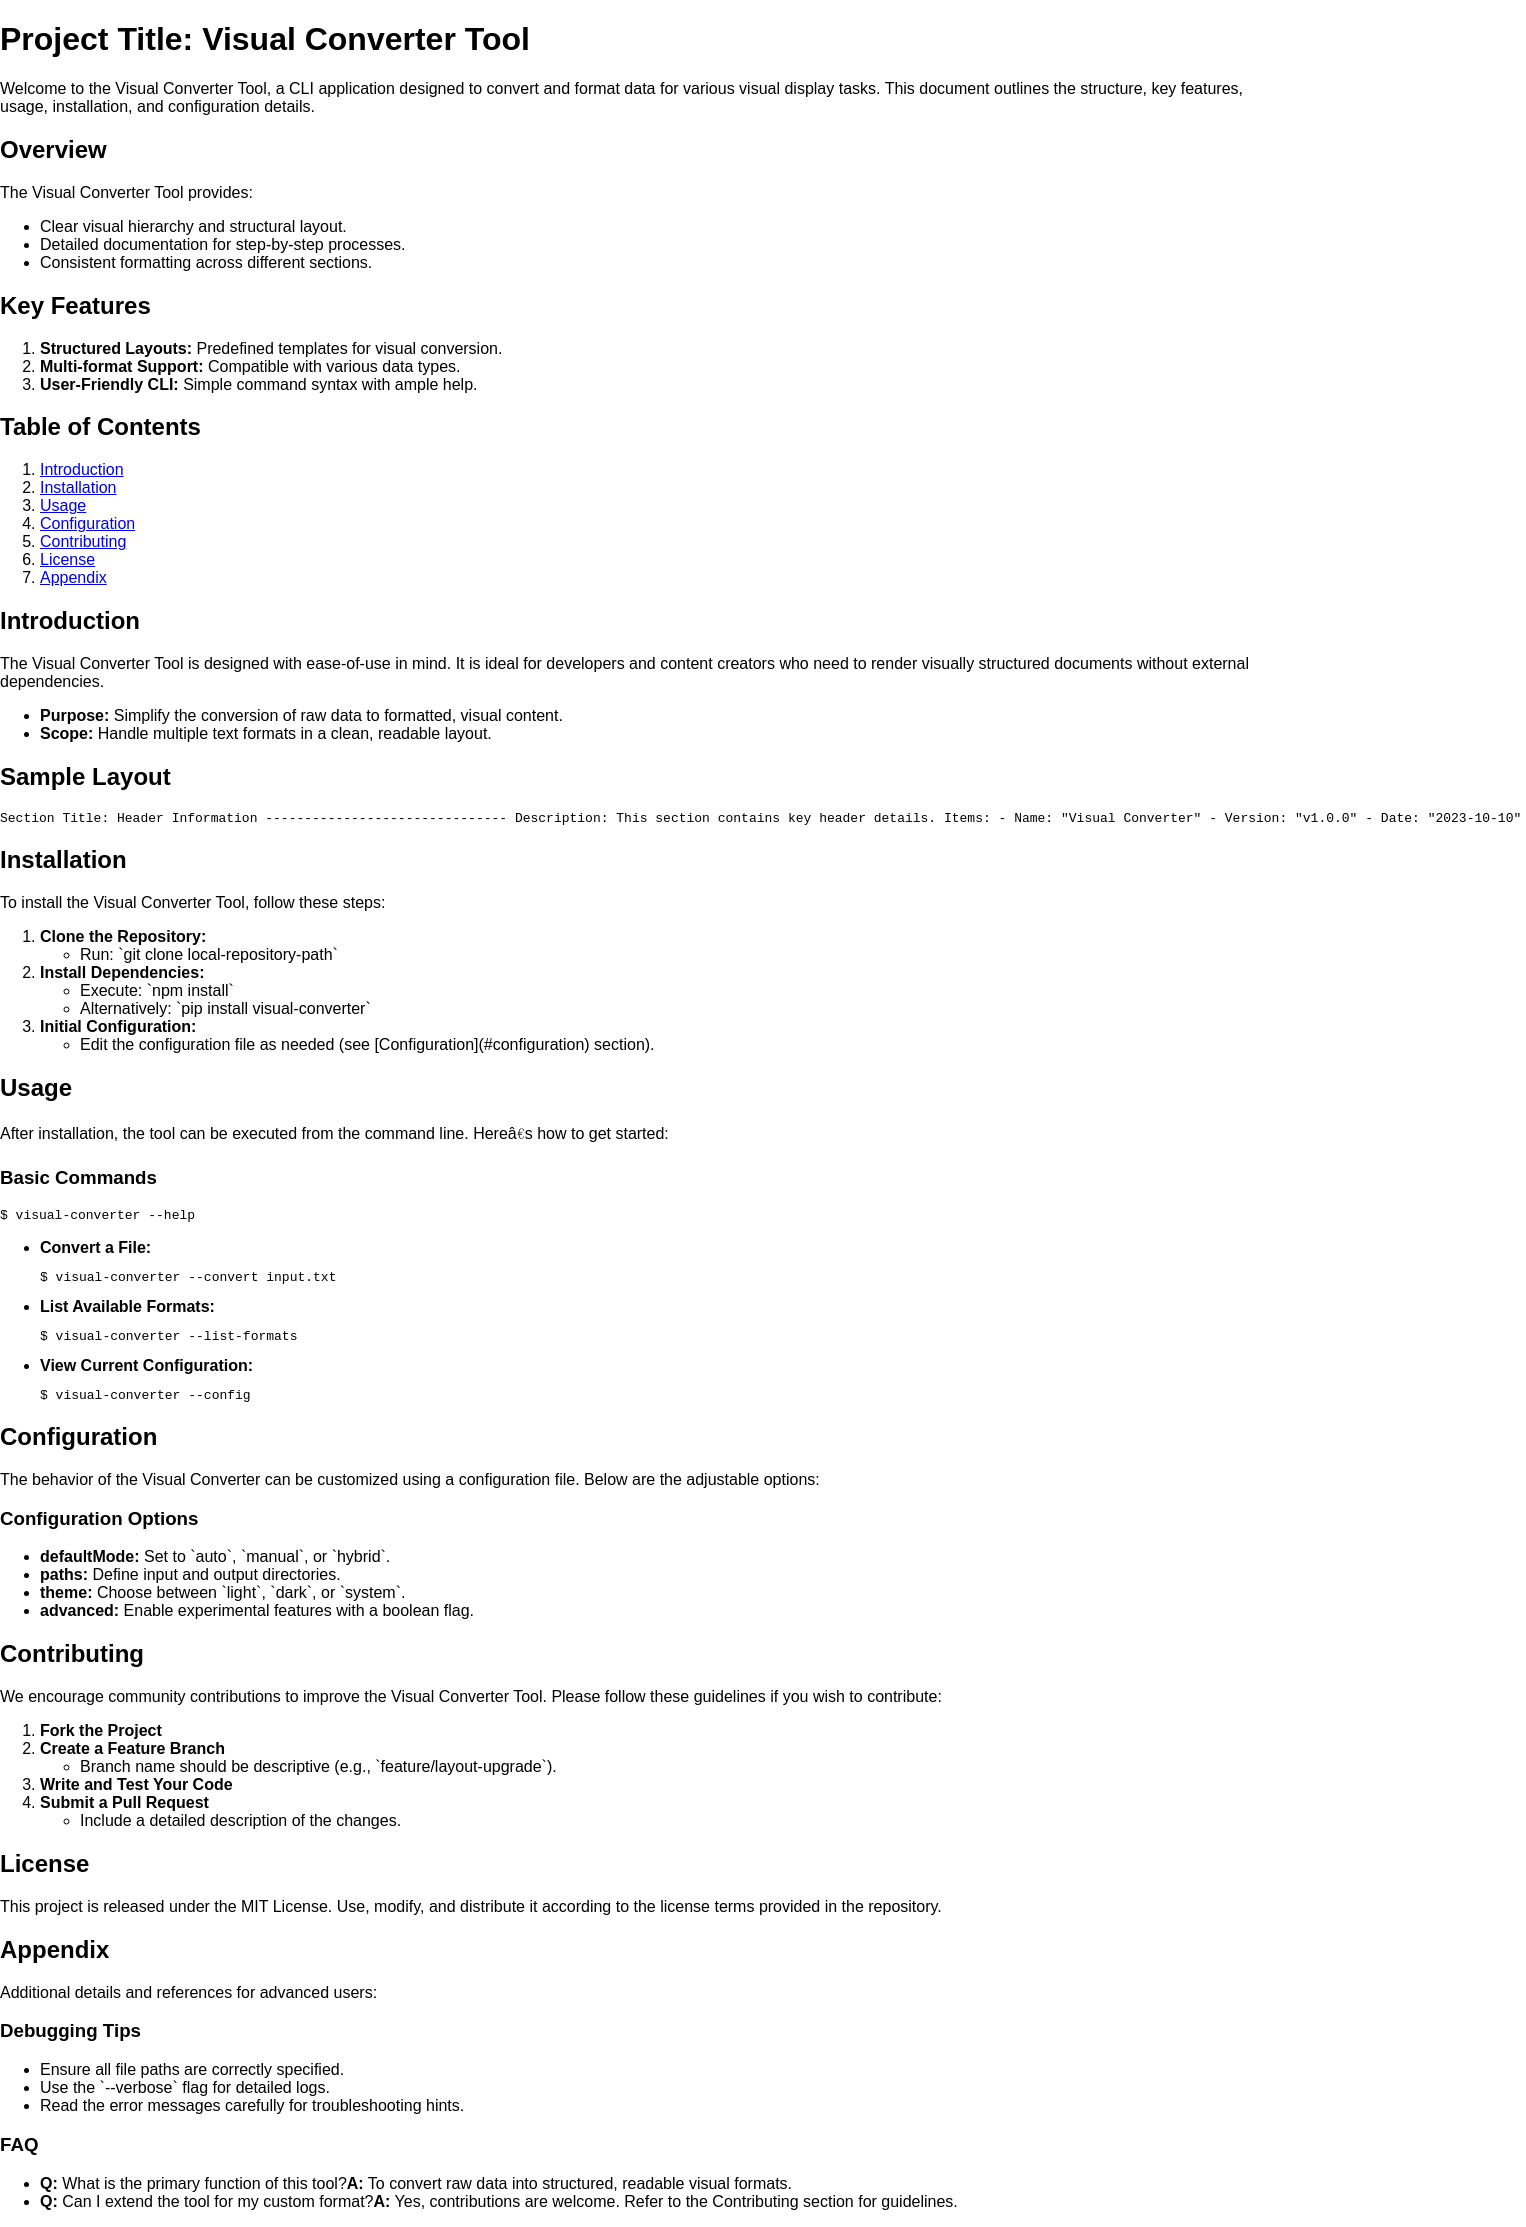 Project Title: Visual Converter Tool
Welcome to the Visual Converter Tool, a CLI application designed to convert and format data for various visual display tasks. This document outlines the structure, key features,
usage, installation, and configuration details.
Overview
The Visual Converter Tool provides:
• Clear visual hierarchy and structural layout.
• Detailed documentation for step-by-step processes.
• Consistent formatting across different sections.
Key Features
1. Structured Layouts: Predefined templates for visual conversion.
2. Multi-format Support: Compatible with various data types.
3. User-Friendly CLI: Simple command syntax with ample help.
Table of Contents
1. Introduction
2. Installation
3. Usage
4. Configuration
5. Contributing
6. License
7. Appendix
Introduction
The Visual Converter Tool is designed with ease-of-use in mind. It is ideal for developers and content creators who need to render visually structured documents without external
dependencies.
• Purpose: Simplify the conversion of raw data to formatted, visual content.
• Scope: Handle multiple text formats in a clean, readable layout.
Sample Layout
Section Title: Header Information ------------------------------- Description: This section contains key header details. Items: - Name: "Visual Converter" - Version: "v1.0.0" - Date: "2023-10-10"
Installation
To install the Visual Converter Tool, follow these steps:
1. Clone the Repository:
◦ Run: `git clone local-repository-path`
2. Install Dependencies:
◦ Execute: `npm install`
◦ Alternatively: `pip install visual-converter`
3. Initial Configuration:
◦ Edit the configuration file as needed (see [Configuration](#configuration) section).
Usage
After installation, the tool can be executed from the command line. Hereâ€s how to get started:
Basic Commands
$ visual-converter --help
• Convert a File:
$ visual-converter --convert input.txt
• List Available Formats:
$ visual-converter --list-formats
• View Current Configuration:
$ visual-converter --config
Configuration
The behavior of the Visual Converter can be customized using a configuration file. Below are the adjustable options:
Configuration Options
• defaultMode: Set to `auto`, `manual`, or `hybrid`.
• paths: Define input and output directories.
• theme: Choose between `light`, `dark`, or `system`.
• advanced: Enable experimental features with a boolean flag.
Contributing
We encourage community contributions to improve the Visual Converter Tool. Please follow these guidelines if you wish to contribute:
1. Fork the Project
2. Create a Feature Branch
◦ Branch name should be descriptive (e.g., `feature/layout-upgrade`).
3. Write and Test Your Code
4. Submit a Pull Request
◦ Include a detailed description of the changes.
License
This project is released under the MIT License. Use, modify, and distribute it according to the license terms provided in the repository.
Appendix
Additional details and references for advanced users:
Debugging Tips
• Ensure all file paths are correctly specified.
• Use the `--verbose` flag for detailed logs.
• Read the error messages carefully for troubleshooting hints.
FAQ
• Q: What is the primary function of this tool?A: To convert raw data into structured, readable visual formats.
• Q: Can I extend the tool for my custom format?A: Yes, contributions are welcome. Refer to the Contributing section for guidelines.